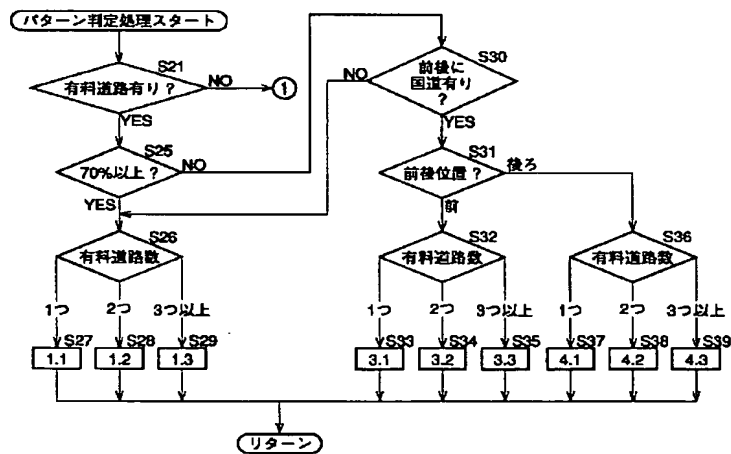 パターン判定処理スタート
S21
有料道路有り?
NO
1
YES
S25
70%以上?
NO
YES
S26
有料道路数
1つ
2つ
3つ以上
S27
S28
S29
1.1
1.2
1.3
S30
前後に
国道有り
?
NO
YES
S31
前後位置?
後ろ
前
S32
有料道路数
1つ
2つ
3つ以上
S33
S34
S35
3.1
3.2
3.3
S36
有料道路数
1つ
2つ
3つ以上
S37
S38
S39
4.1
4.2
4.3
リターン